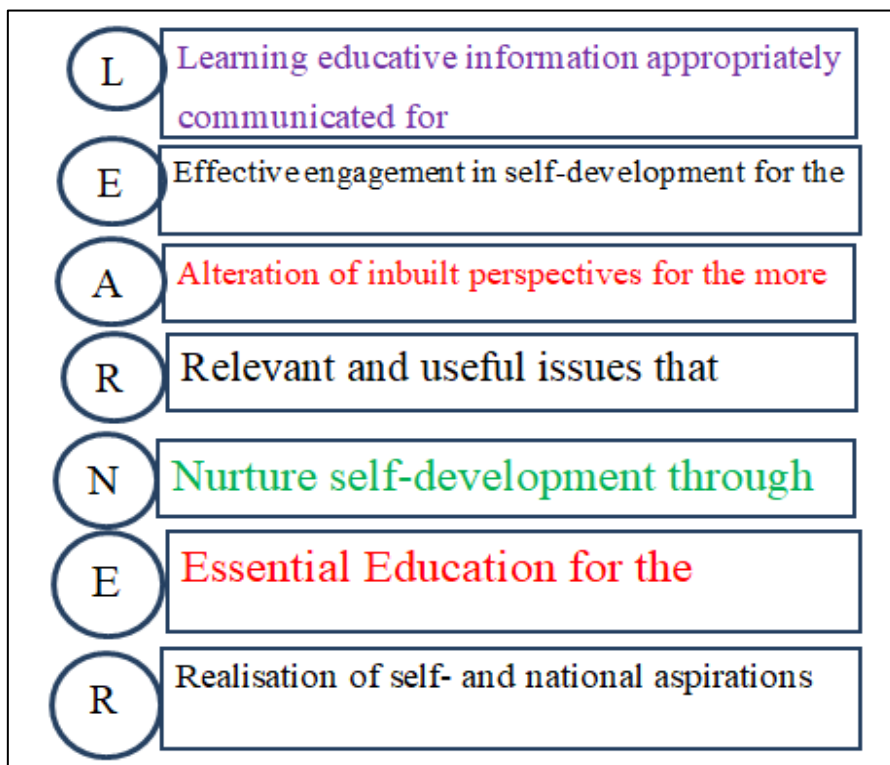 L
Learning educative information appropriately
communicated for
E
Effective engagement in self-development for the
A
Alteration of inbuilt perspectives for the more
R
Relevant and useful issues that
N
Nurture self-development through
E
Essential Education for the
R
Realisation of self- and national aspirations